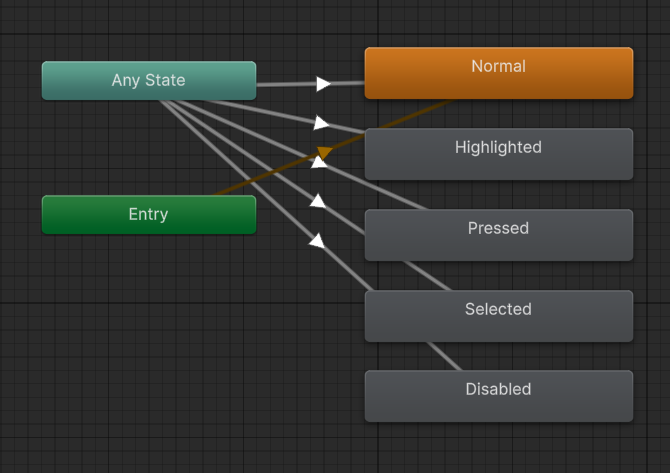 Any State
Entry
Normal
Highlighted
Pressed
Selected
Disabled